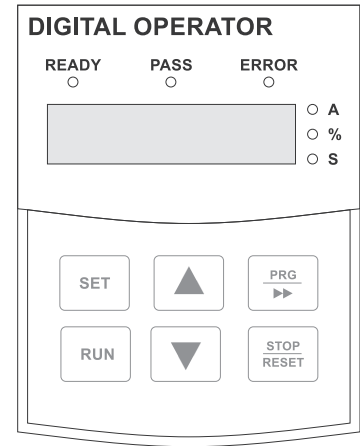 DIGITAL OPERATOR
READY PASS ERROR
A
%
S
SET PRG
RUN STOP
RESET